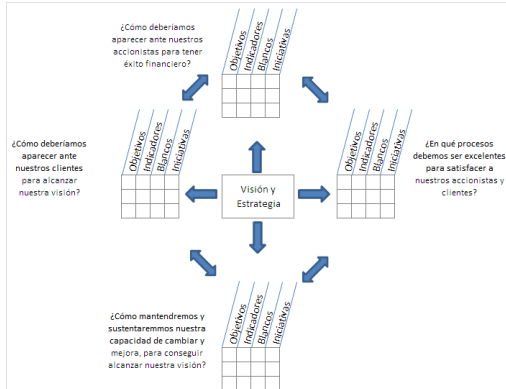 ¿Cómo deberíamos
aparecer ante nuestros
accionistas para tener
éxito financiero?
Objetivos
Indicadores
Blancos
Iniciativas
¿Cómo deberíamos
aparecer ante
nuestros clientes
para alcanzar
nuestra visión?
Objetivos
Indicadores
Blancos
Iniciativas
Visión y
Estrategia
Objetivos
Indicadores
Blancos
Iniciativas
¿En qué procesos
debemos ser excelentes
para satisfacer a
nuestros accionistas y
clientes?
¿Cómo mantendremos y
sustentaremmos nuestra
capacidad de cambiar y
mejora, para conseguir
alcanzar nuestra visión?
Objetivos
Indicadores
Blancos
Iniciativas